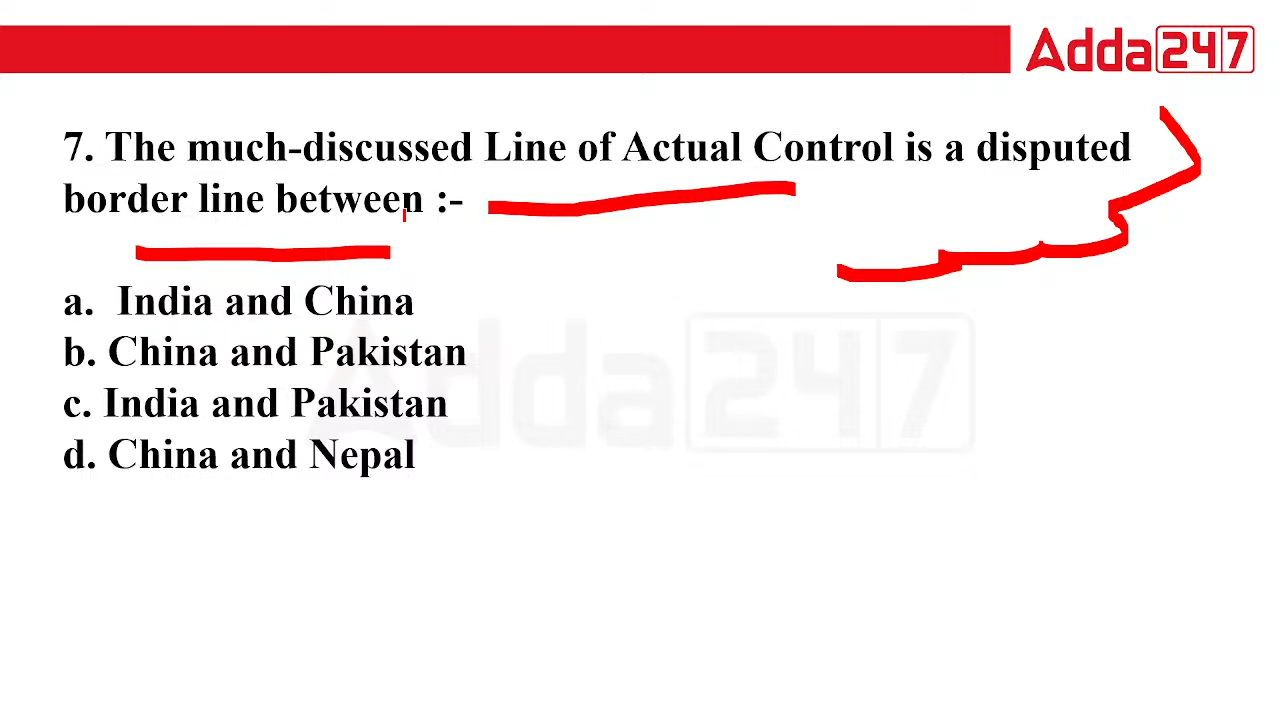 Adda247
7. The much-discussed Line of Actual Control is a disputed
border line between :-
a. India and China
b. China and Pakistan
c. India and Pakistan
d. China and Nepal
Adda247